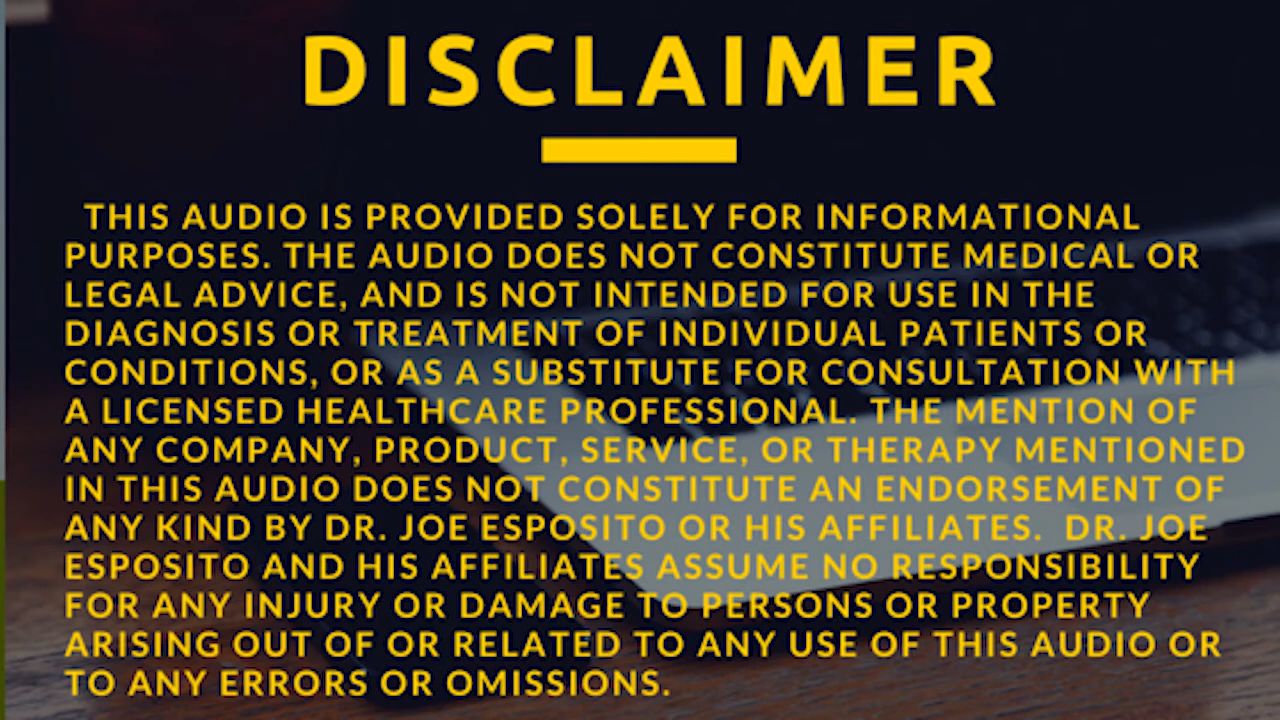 DISCLAIMER
THIS AUDIO IS PROVIDED SOLELY FOR INFORMATIONAL
PURPOSES. THE AUDIO DOES NOT CONSTITUTE MEDICAL OR
LEGAL ADVICE, AND IS NOT INTENDED FOR USE IN THE
DIAGNOSIS OR TREATMENT OF INDIVIDUAL PATIENTS OR
CONDITIONS, OR AS A SUBSTITUTE FOR CONSULTATION WITH
A LICENSED HEALTHCARE PROFESSIONAL. THE MENTION OF
ANY COMPANY, PRODUCT, SERVICE, OR THERAPY MENTIONED
IN THIS AUDIO DOES NOT CONSTITUTE AN ENDORSEMENT OF
ANY KIND BY DR. JOE ESPOSITO OR HIS AFFILIATES. DR. JOE
ESPOSITO AND HIS AFFILIATES ASSUME NO RESPONSIBILITY
FOR ANY INJURY OR DAMAGE TO PERSONS OR PROPERTY
ARISING OUT OF OR RELATED TO ANY USE OF THIS AUDIO OR
TO ANY ERRORS OR OMISSIONS.